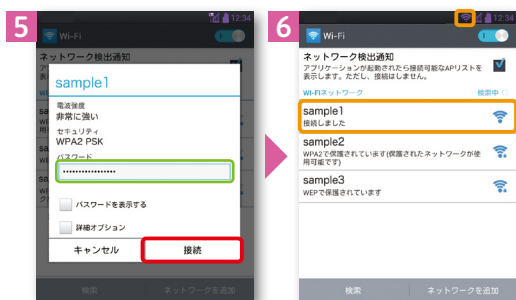 5
12:34
Wi-Fi
ネットワーク検出通知
sample1
電波強度
非常に強い
セキュリティ
WPA2 PSK
パスワード
••••••••••••••••
パスワードを表示する
詳細オプション
キャンセル
接続
検索
ネットワークを追加
6
12:34
Wi-Fi
ネットワーク検出通知
アプリケーションが起動されたら接続可能なAPリストを
表示します。ただし、接続はしません。
Wi-Fiネットワーク
検索中
sample1
接続しました
sample2
WPA2で保護されています(保護されたネットワークが使
用可能です)
sample3
WEPで保護されています
検索
ネットワークを追加